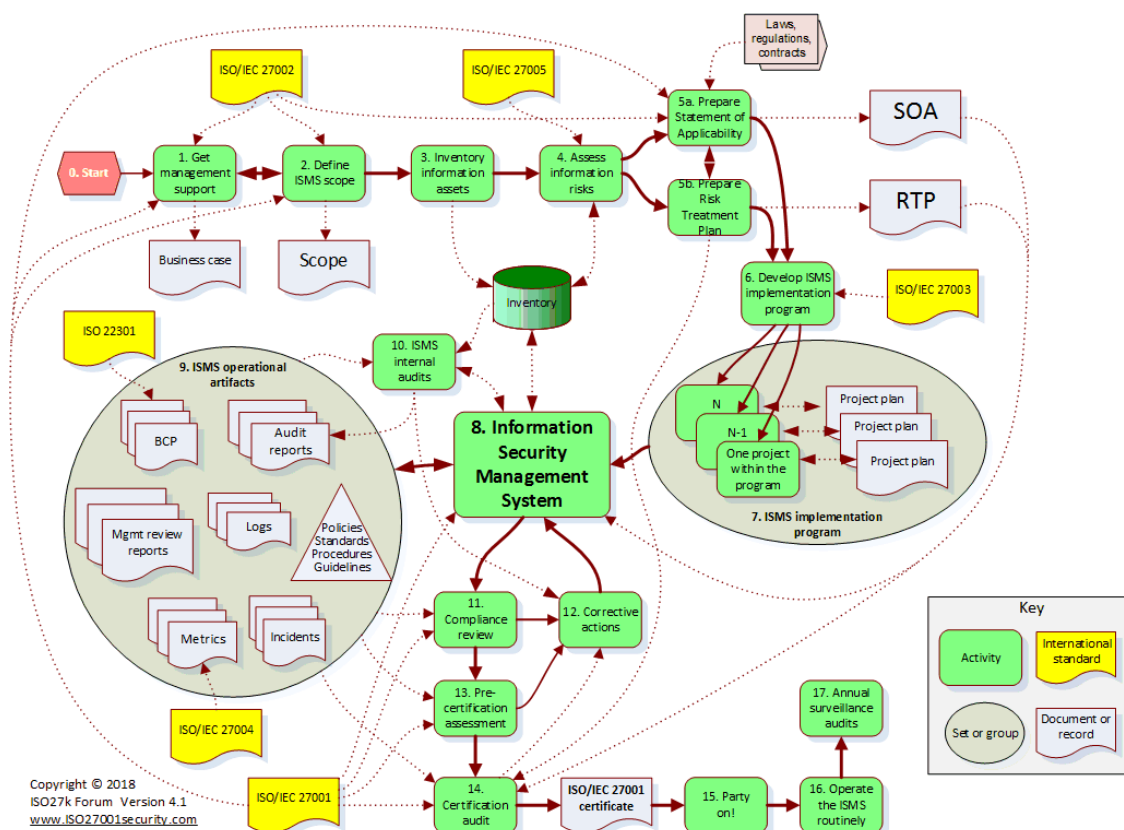 Laws,
regulations,
contracts
ISO/IEC 27002
ISO/IEC 27005
5a. Prepare
Statement of
Applicability
SOA
0. Start
1. Get
management
support
2. Define
ISMS scope
3. Inventory
information
assets
4. Assess
information
risks
5b. Prepare
Risk
Treatment
Plan
RTP
Business case
Scope
Inventory
6. Develop ISMS
implementation
program
ISO/IEC 27003
ISO 22301
10. ISMS
internal
audits
9. ISMS operational
artifacts
BCP
Audit
reports
Mgmt review
reports
Logs
Policies
Standards
Procedures
Guidelines
Metrics
Incidents
8. Information
Security
Management
System
N
N-1
One project
within the
program
Project plan
Project plan
Project plan
7. ISMS implementation
program
11.
Compliance
review
12. Corrective
actions
13. Pre-
certification
assessment
ISO/IEC 27004
ISO/IEC 27001
14.
Certification
audit
ISO/IEC 27001
certificate
15. Party
on!
16. Operate
the ISMS
routinely
17. Annual
surveillance
audits
Key
Activity
International
standard
Set or group
Document or
record
Copyright © 2018
ISO27k Forum Version 4.1
www.ISO27001security.com